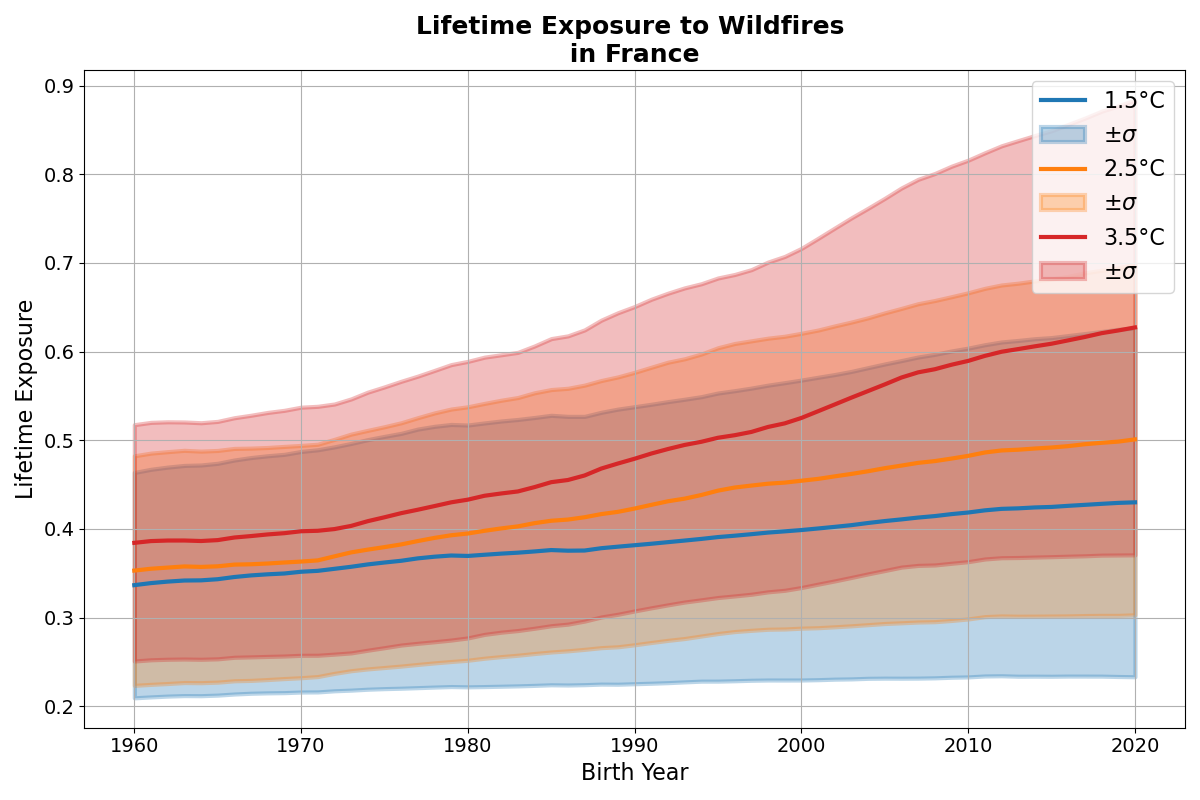 Lifetime Exposure to Wildfires
in France
1.5°C
±σ
2.5°C
±σ
3.5°C
±σ
Lifetime Exposure
0.9
0.8
0.7
0.6
0.5
0.4
0.3
0.2
1960 1970 1980 1990 2000 2010 2020
Birth Year